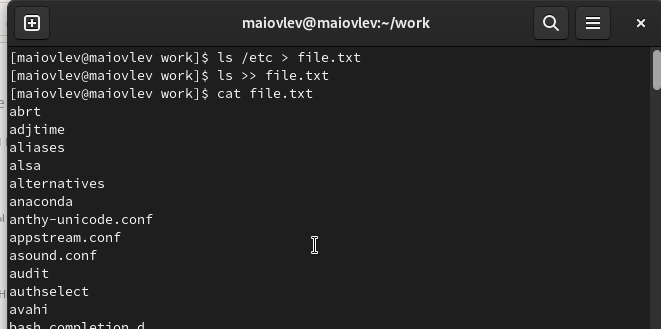 maiovlev@maiovlev:~/work
[maiovlev@maiovlev work]$ ls /etc > file.txt
[maiovlev@maiovlev work]$ ls >> file.txt
[maiovlev@maiovlev work]$ cat file.txt
abrt
adjtime
aliases
alsa
alternatives
anaconda
anthy-unicode.conf
appstream.conf
asound.conf
audit
authselect
avahi
bash_completion.d